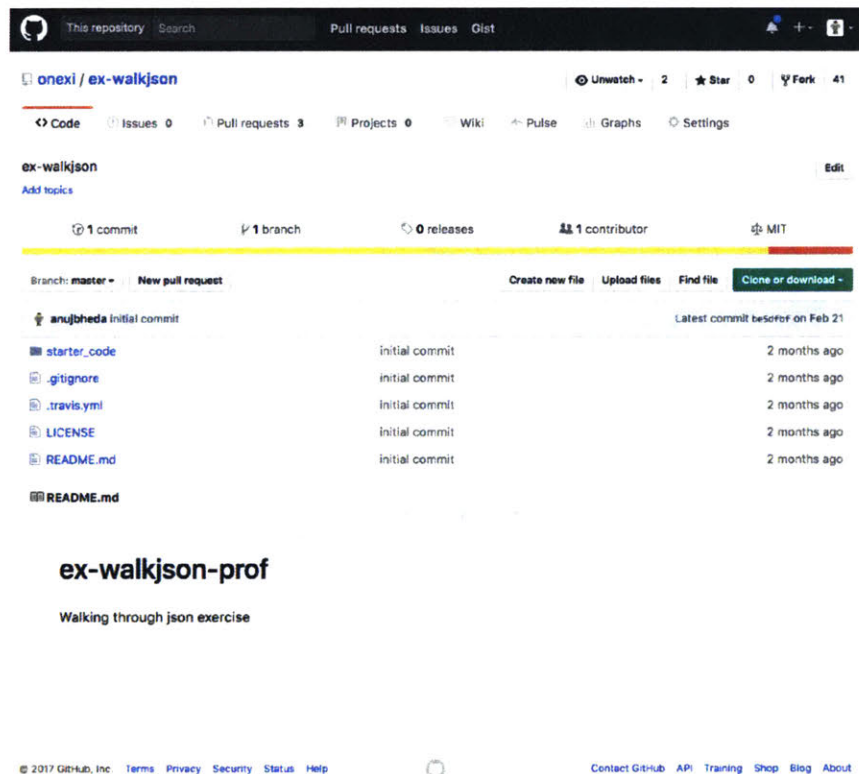 This repository Search Pull requests Issues Gist
onexi / ex-walkjson Unwatch 2 Star 0 Fork 41
<> Code Issues 0 Pull requests 3 Projects 0 Wiki Pulse Graphs Settings
ex-walkjson Edit
Add topics
1 commit 1 branch 0 releases 1 contributor MIT
Branch: master New pull request Create new file Upload files Find file Clone or download
anujbheda initial commit Latest commit on Feb 21
starter_code initial commit 2 months ago
.gitignore initial commit 2 months ago
.travis.yml initial commit 2 months ago
LICENSE initial commit 2 months ago
README.md initial commit 2 months ago
README.md
ex-walkjson-prof
Walking through json exercise
© 2017 GitHub, Inc. Terms Privacy Security Status Help Contact GitHub API Training Shop Blog About